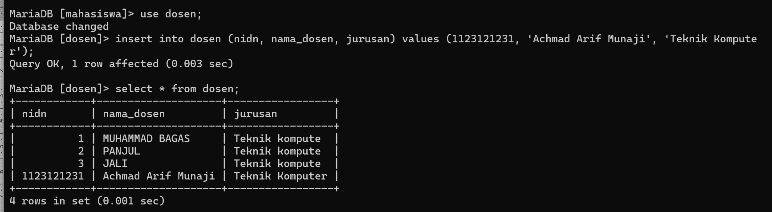 MariaDB [mahasiswa]> use dosen;
Database changed
MariaDB [dosen]> insert into dosen (nidn, nama_dosen, jurusan) values (1123121231, 'Achmad Arif Munaji', 'Teknik Kompute
r');
Query OK, 1 row affected (0.003 sec)

MariaDB [dosen]> select * from dosen;
+------------+--------------------+-----------------+
| nidn       | nama_dosen         | jurusan         |
+------------+--------------------+-----------------+
|          1 | MUHAMMAD BAGAS     | Teknik kompute  |
|          2 | PANJUL             | Teknik kompute  |
|          3 | JALI               | Teknik kompute  |
| 1123121231 | Achmad Arif Munaji | Teknik Komputer |
+------------+--------------------+-----------------+
4 rows in set (0.001 sec)